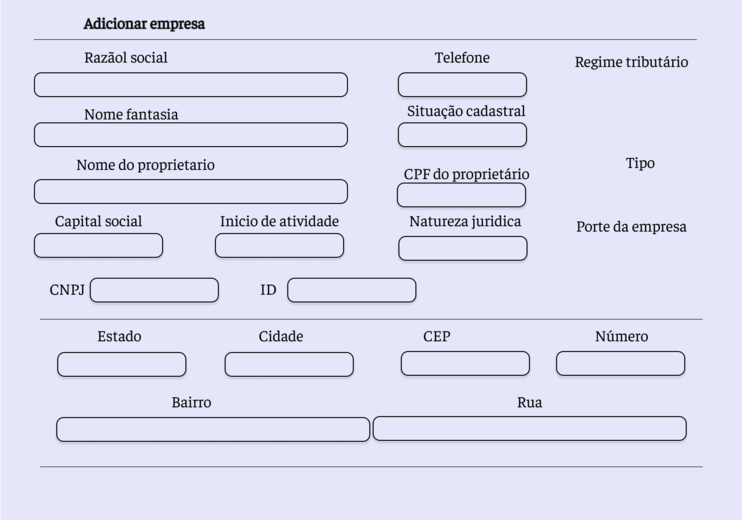 Adicionar empresa
Razãol social
Telefone
Regime tributário
Nome fantasia
Situação cadastral
Nome do proprietario
CPF do proprietário
Tipo
Capital social
Inicio de atividade
Natureza juridica
Porte da empresa
CNPJ
ID
Estado
Cidade
CEP
Número
Bairro
Rua